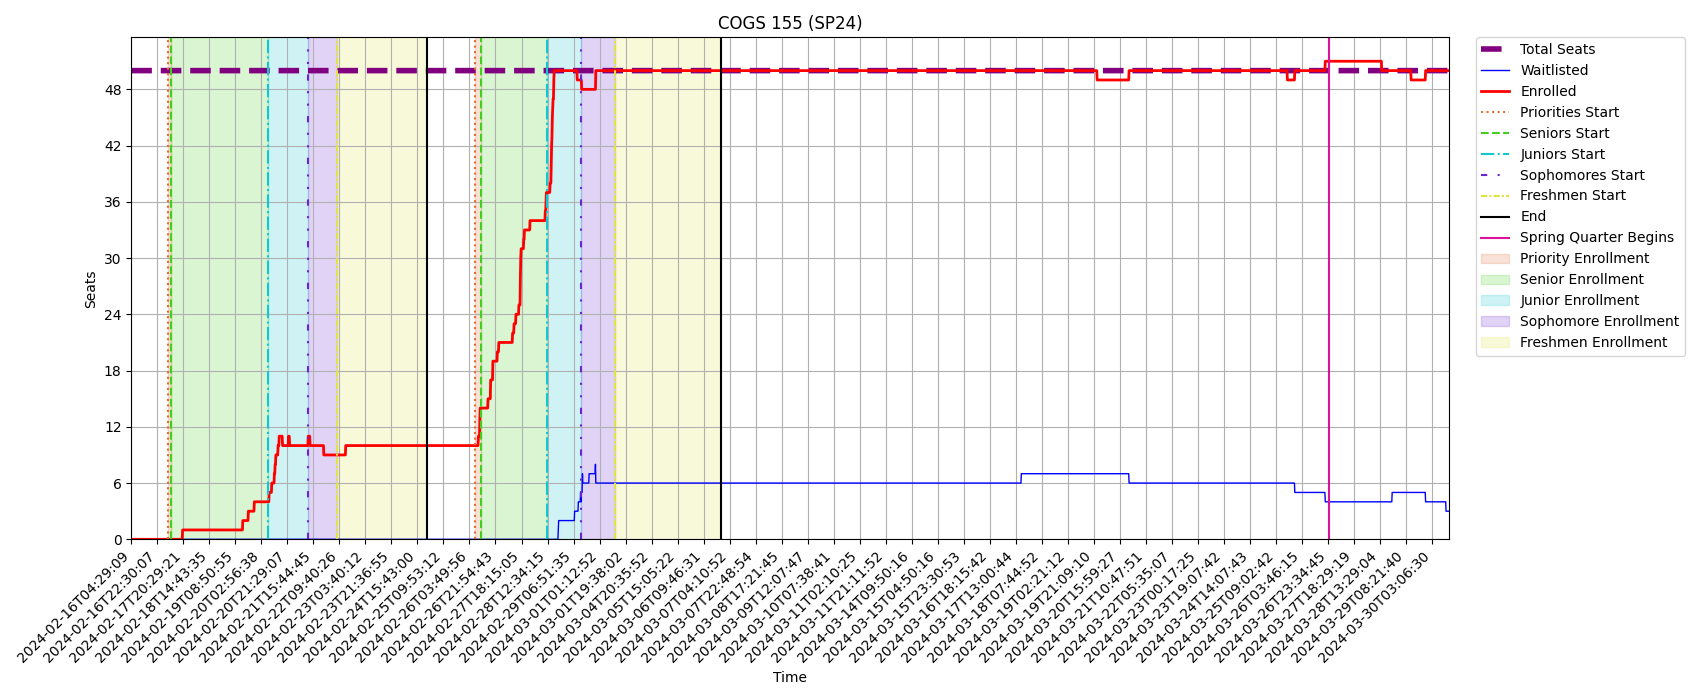 COGS 155 (SP24)
Total Seats
Waitlisted
Enrolled
Priorities Start
Seniors Start
Juniors Start
Sophomores Start
Freshmen Start
End
Spring Quarter Begins
Priority Enrollment
Senior Enrollment
Junior Enrollment
Sophomore Enrollment
Freshmen Enrollment
Seats
48
42
36
30
24
18
12
6
0
2024-02-16T04:29:09
2024-02-16T22:30:07
2024-02-17T20:29:21
2024-02-18T14:43:35
2024-02-19T08:50:55
2024-02-20T02:56:38
2024-02-20T21:29:07
2024-02-21T15:44:45
2024-02-22T09:40:26
2024-02-23T03:40:12
2024-02-23T21:36:55
2024-02-24T15:43:00
2024-02-25T09:53:12
2024-02-26T03:49:56
2024-02-26T21:54:43
2024-02-27T18:15:05
2024-02-28T12:34:15
2024-02-29T06:51:35
2024-03-01T01:12:52
2024-03-01T19:38:02
2024-03-04T20:35:52
2024-03-05T15:05:22
2024-03-06T09:46:31
2024-03-07T04:10:52
2024-03-07T22:48:54
2024-03-08T17:21:45
2024-03-09T12:07:47
2024-03-10T07:38:41
2024-03-11T02:10:25
2024-03-11T21:11:52
2024-03-14T09:50:16
2024-03-15T04:50:16
2024-03-15T23:30:53
2024-03-16T18:15:42
2024-03-17T13:00:44
2024-03-18T07:44:52
2024-03-19T02:21:12
2024-03-19T21:09:10
2024-03-20T15:59:27
2024-03-21T10:47:51
2024-03-22T05:35:07
2024-03-23T00:17:25
2024-03-23T19:07:42
2024-03-24T14:07:43
2024-03-25T09:02:42
2024-03-26T03:46:15
2024-03-26T23:34:45
2024-03-27T18:29:19
2024-03-28T13:29:04
2024-03-29T08:21:40
2024-03-30T03:06:30
Time